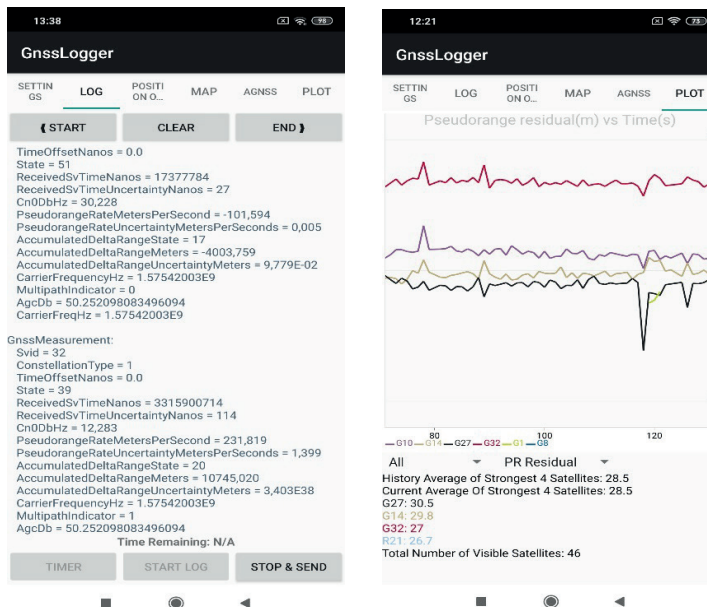 13:38
98
GnssLogger
SETTIN
GS
LOG
POSITI
ON O...
MAP
AGNSS
PLOT
❰ START
CLEAR
END ❱
TimeOffsetNanos = 0.0
State = 51
ReceivedSvTimeNanos = 17377784
ReceivedSvTimeUncertaintyNanos = 27
Cn0DbHz = 30,228
PseudorangeRateMetersPerSecond = -101,594
PseudorangeRateUncertaintyMetersPerSeconds = 0,005
AccumulatedDeltaRangeState = 17
AccumulatedDeltaRangeMeters = -4003,759
AccumulatedDeltaRangeUncertaintyMeters = 9,779E-02
CarrierFrequencyHz = 1.57542003E9
MultipathIndicator = 0
AgcDb = 50.252098083496094
CarrierFreqHz = 1.57542003E9
GnssMeasurement:
Svid = 32
ConstellationType = 1
TimeOffsetNanos = 0.0
State = 39
ReceivedSvTimeNanos = 3315900714
ReceivedSvTimeUncertaintyNanos = 114
Cn0DbHz = 12,283
PseudorangeRateMetersPerSecond = 231,819
PseudorangeRateUncertaintyMetersPerSeconds = 1,399
AccumulatedDeltaRangeState = 20
AccumulatedDeltaRangeMeters = 10745,020
AccumulatedDeltaRangeUncertaintyMeters = 3,403E38
CarrierFrequencyHz = 1.57542003E9
MultipathIndicator = 1
AgcDb = 50.252098083496094
Time Remaining: N/A
TIMER
START LOG
STOP & SEND
12:21
73
GnssLogger
SETTIN
GS
LOG
POSITI
ON O...
MAP
AGNSS
PLOT
Pseudorange residual(m) vs Time(s)
80 100 120
G10 G14 G27 G32 G1 G8
All PR Residual
History Average of Strongest 4 Satellites: 28.5
Current Average Of Strongest 4 Satellites: 28.5
G27: 30.5
G14: 29.8
G32: 27
R21: 26.7
Total Number of Visible Satellites: 46